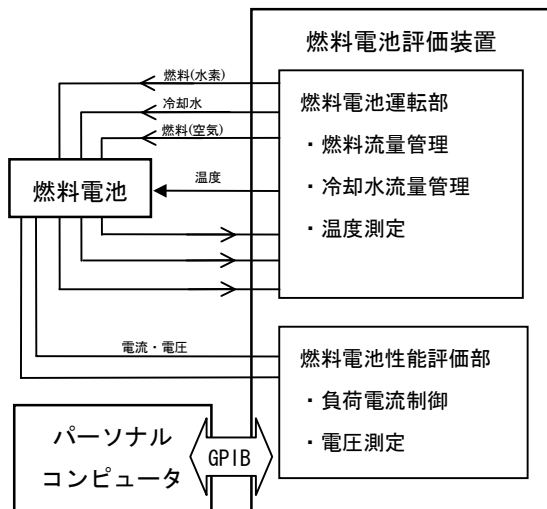 燃料電池評価装置
燃料(水素)
冷却水
燃料(空気)
温度
燃料電池
燃料電池運転部
・燃料流量管理
・冷却水流量管理
・温度測定
電流・電圧
燃料電池性能評価部
・負荷電流制御
・電圧測定
パーソナル
コンピュータ
GPIB